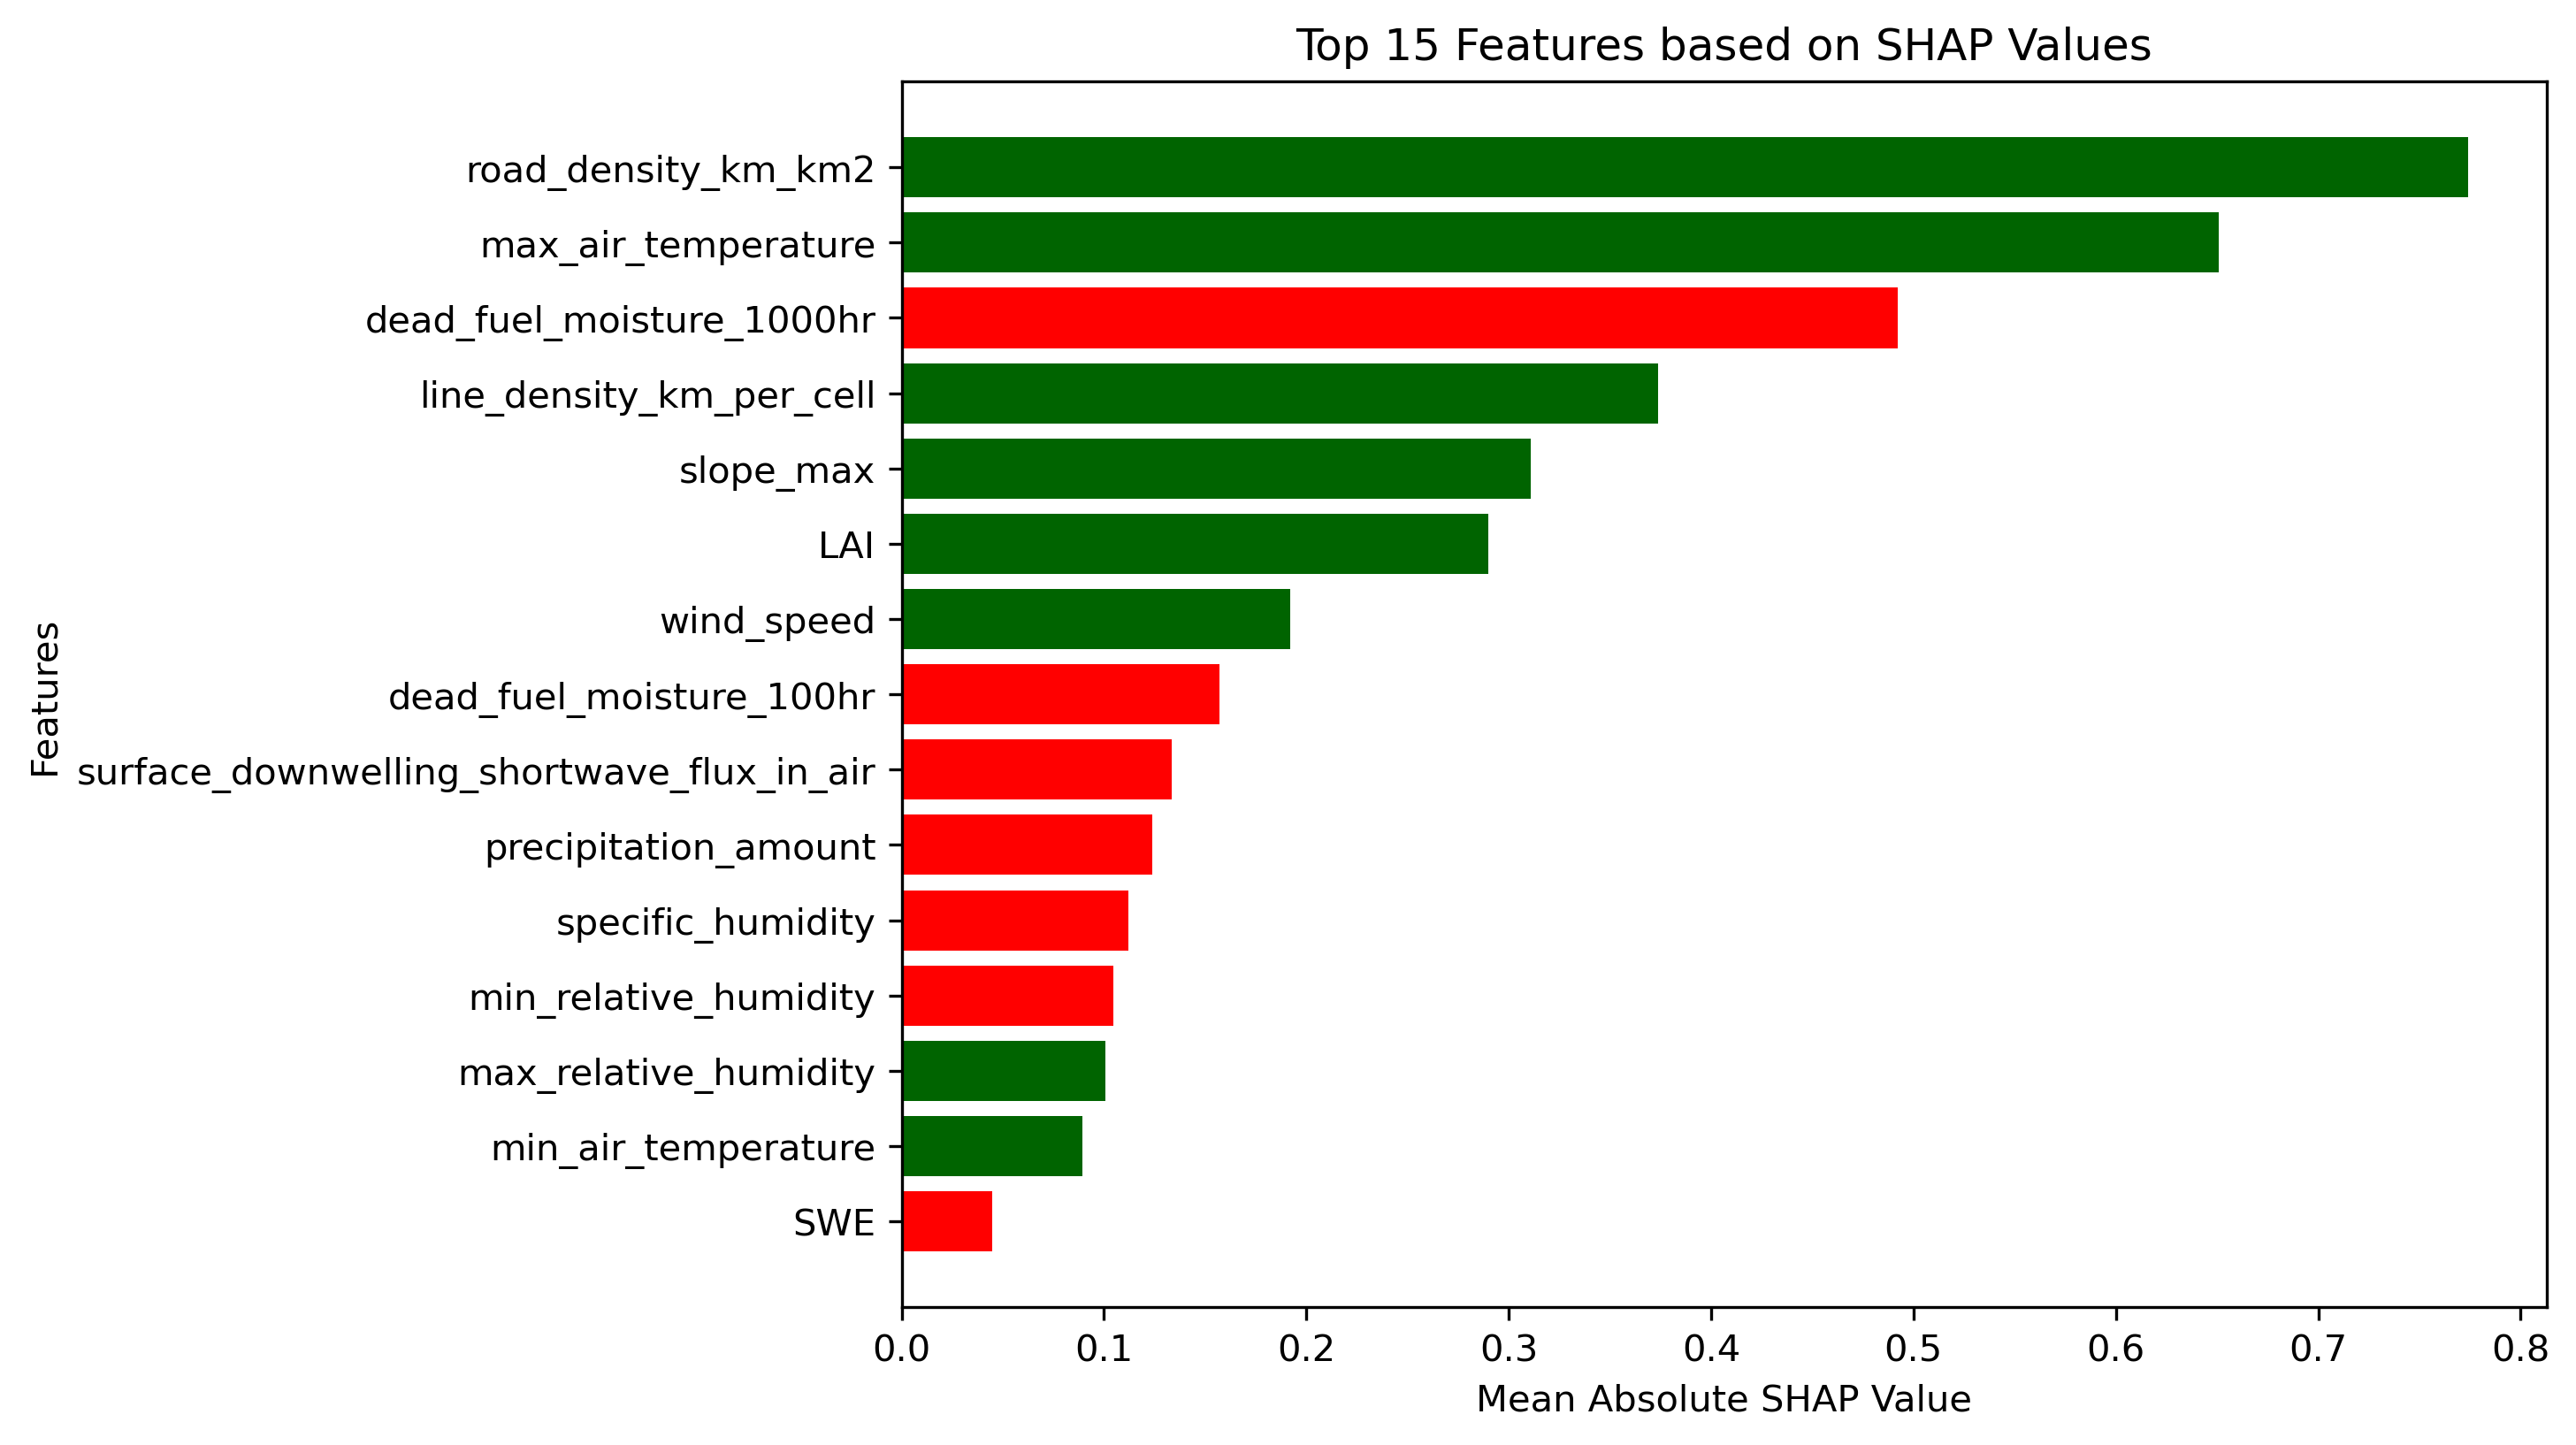 Top 15 Features based on SHAP Values
road_density_km_km2
max_air_temperature
dead_fuel_moisture_1000hr
line_density_km_per_cell
slope_max
LAI
wind_speed
dead_fuel_moisture_100hr
surface_downwelling_shortwave_flux_in_air
precipitation_amount
specific_humidity
min_relative_humidity
max_relative_humidity
min_air_temperature
SWE
Features
0.0 0.1 0.2 0.3 0.4 0.5 0.6 0.7 0.8
Mean Absolute SHAP Value